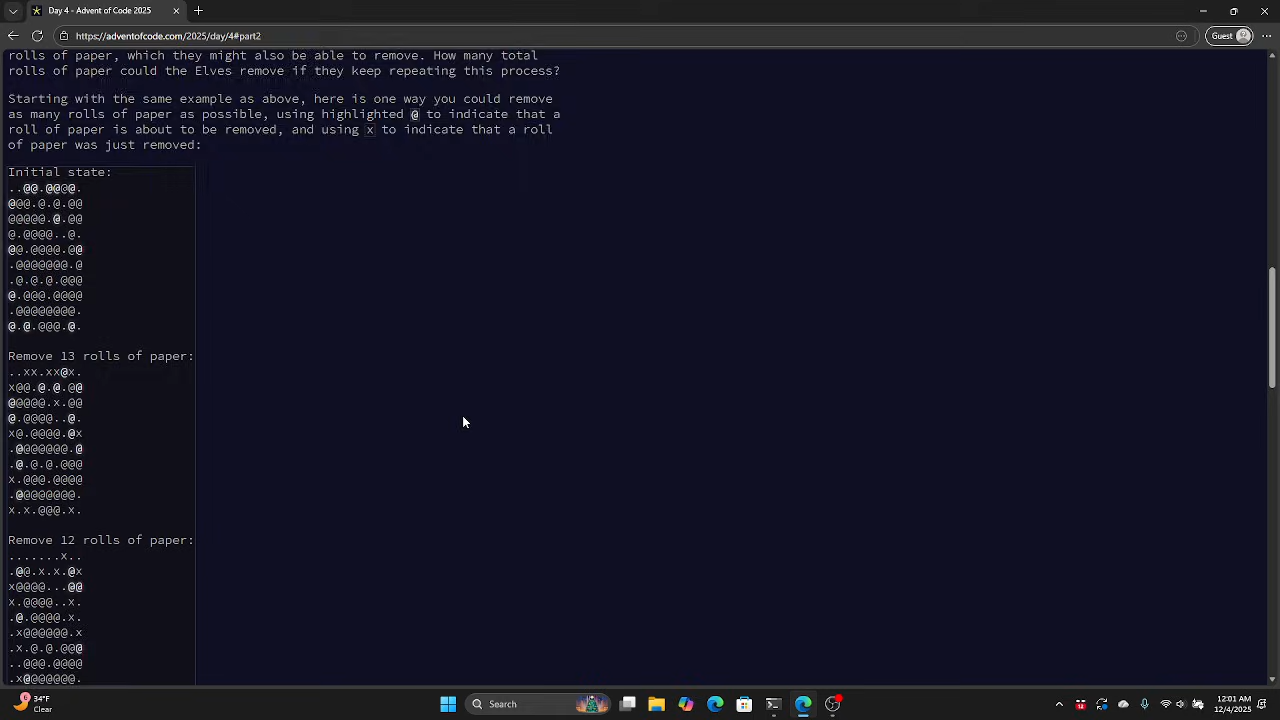 Day 4 - Advent of Code 2025
https://adventofcode.com/2025/day/4#part2
Guest
rolls of paper, which they might also be able to remove. How many total
rolls of paper could the Elves remove if they keep repeating this process?
Starting with the same example as above, here is one way you could remove
as many rolls of paper as possible, using highlighted @ to indicate that a
roll of paper is about to be removed, and using x to indicate that a roll
of paper was just removed:
Initial state:
..@@.@@@@.
@@@.@.@.@@
@@@@@.@.@@
@.@@@@..@.
@@.@@@@.@@
.@@@@@@@.@
.@.@.@.@@@
@.@@@.@@@@
.@@@@@@@@.
@.@.@@@.@.
Remove 13 rolls of paper:
..xx.xx@x.
x@@.@.@.@@
@@@@@.x.@@
@.@@@@..@.
x@.@@@@.@x
.@@@@@@@.@
.@.@.@.@@@
x.@@@.@@@@
.@@@@@@@@.
x.x.@@@.x.
Remove 12 rolls of paper:
.......x..
.@@.x.x.@x
x@@@@...@@
x.@@@@..x.
.@.@@@@.x.
.x@@@@@@.x
.x.@.@.@@@
..@@@.@@@@
.x@@@@@@@.
6
34°F
Clear
Search
12
12:01 AM
12/4/2025